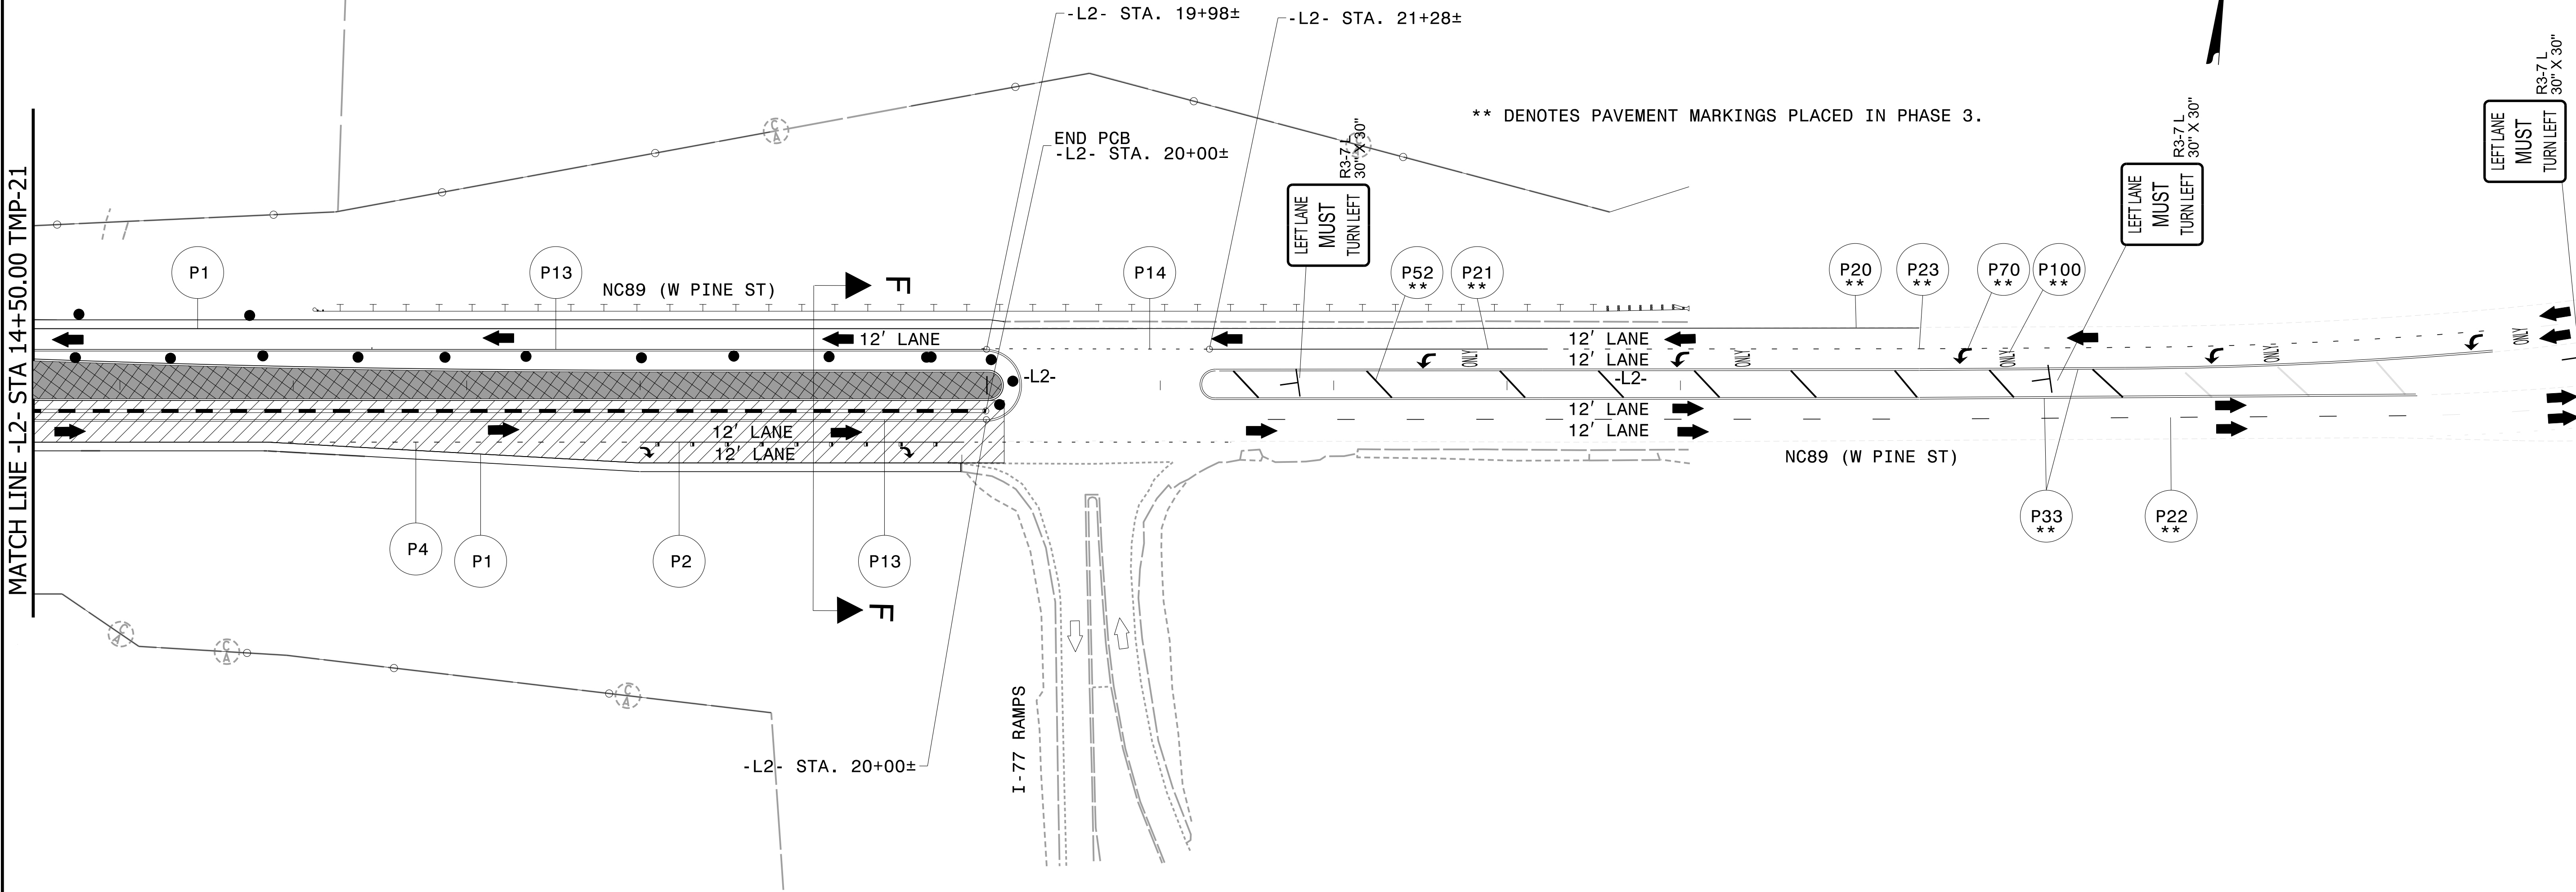 -L2- STA. 19+98±
-L2- STA. 21+28±
R3-7 L
30" X 30"
LEFT LANE
MUST
TURN LEFT
** DENOTES PAVEMENT MARKINGS PLACED IN PHASE 3.
END PCB
-L2- STA. 20+00±
R3-7 L
30" X 30"
LEFT LANE
MUST
TURN LEFT
R3-7 L
30" X 30"
LEFT LANE
MUST
TURN LEFT
MATCH LINE -L2- STA 14+50.00 TMP-21
C
A
C
A
P1
P13
NC89 (W PINE ST)
F
P14
P52
**
P21
**
P20
**
P23
**
P70
**
P100
**
12' LANE
12' LANE
12' LANE
ONLY
ONLY
ONLY
ONLY
ONLY
-L2-
-L2-
12' LANE
12' LANE
12' LANE
12' LANE
NC89 (W PINE ST)
P4
P1
P2
P13
P33
**
P22
**
F
C
A
C
A
C
A
I-77 RAMPS
-L2- STA. 20+00±